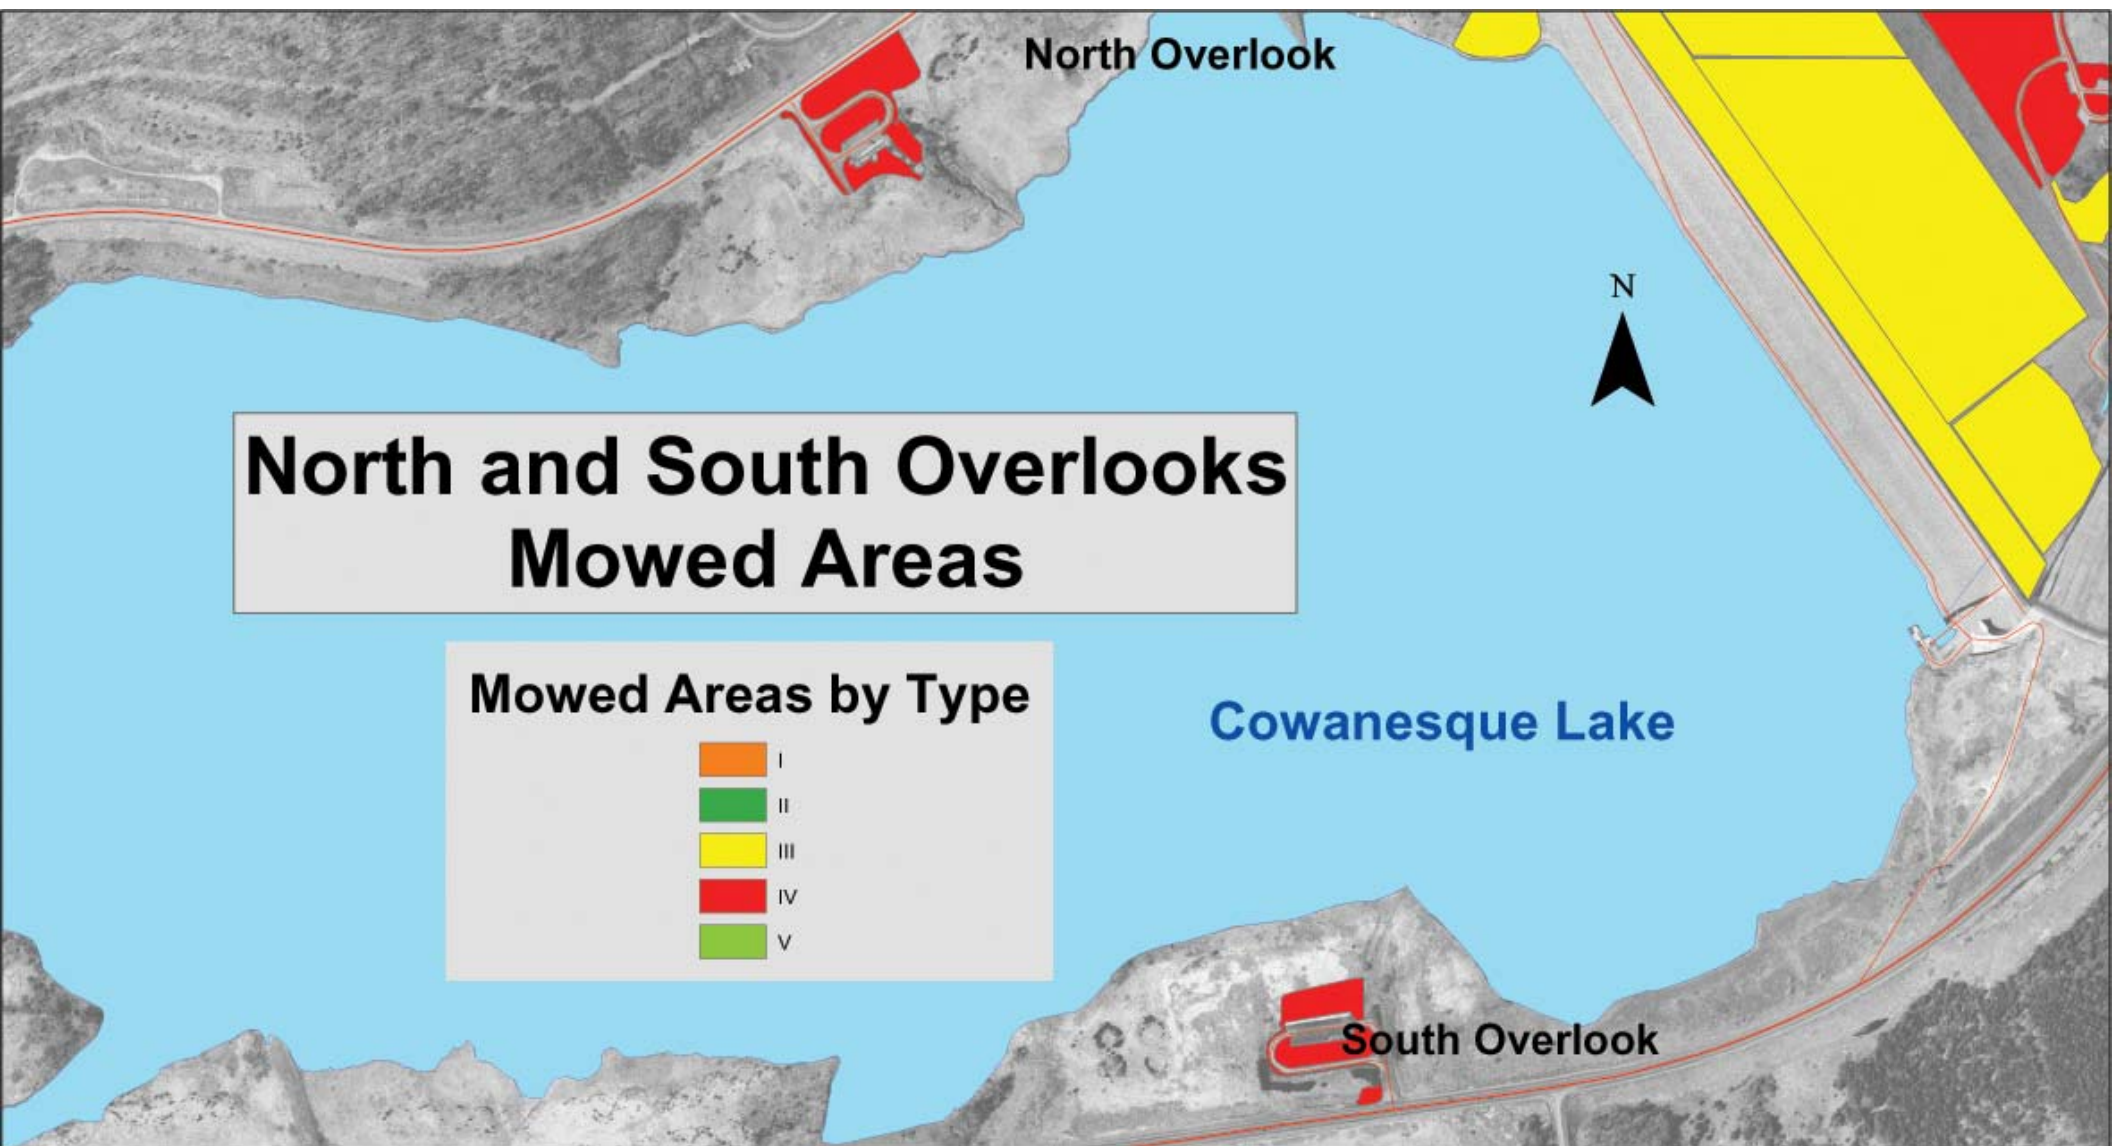 North Overlook
N
North and South Overlooks
Mowed Areas
Mowed Areas by Type
I
II
III
IV
V
Cowanesque Lake
South Overlook